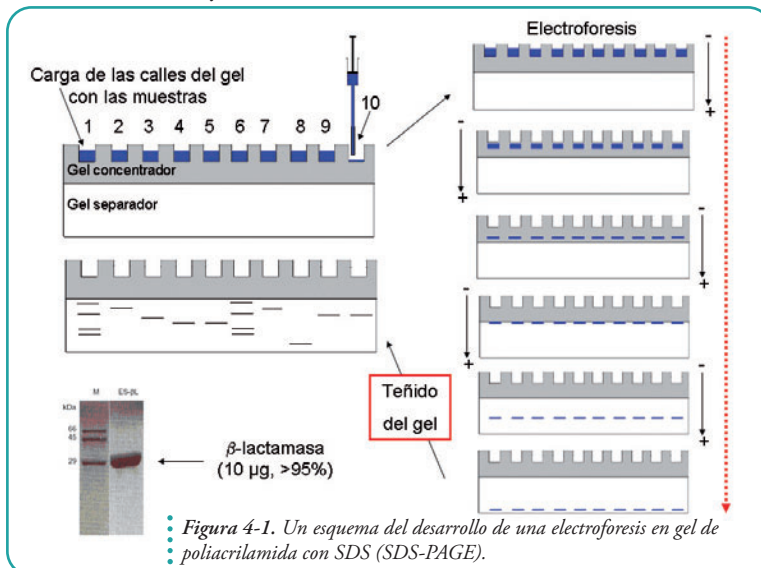 Electroforesis
Carga de las calles del gel
con las muestras
1 2 3 4 5 6 7 8 9 10
Gel concentrador
Gel separador
-
+
-
+
-
+
-
+
-
+
Teñido
del gel
M ES-βL
kDa
66
45
29
β-lactamasa
(10 µg, >95%)
Figura 4-1. Un esquema del desarrollo de una electroforesis en gel de
poliacrilamida con SDS (SDS-PAGE).